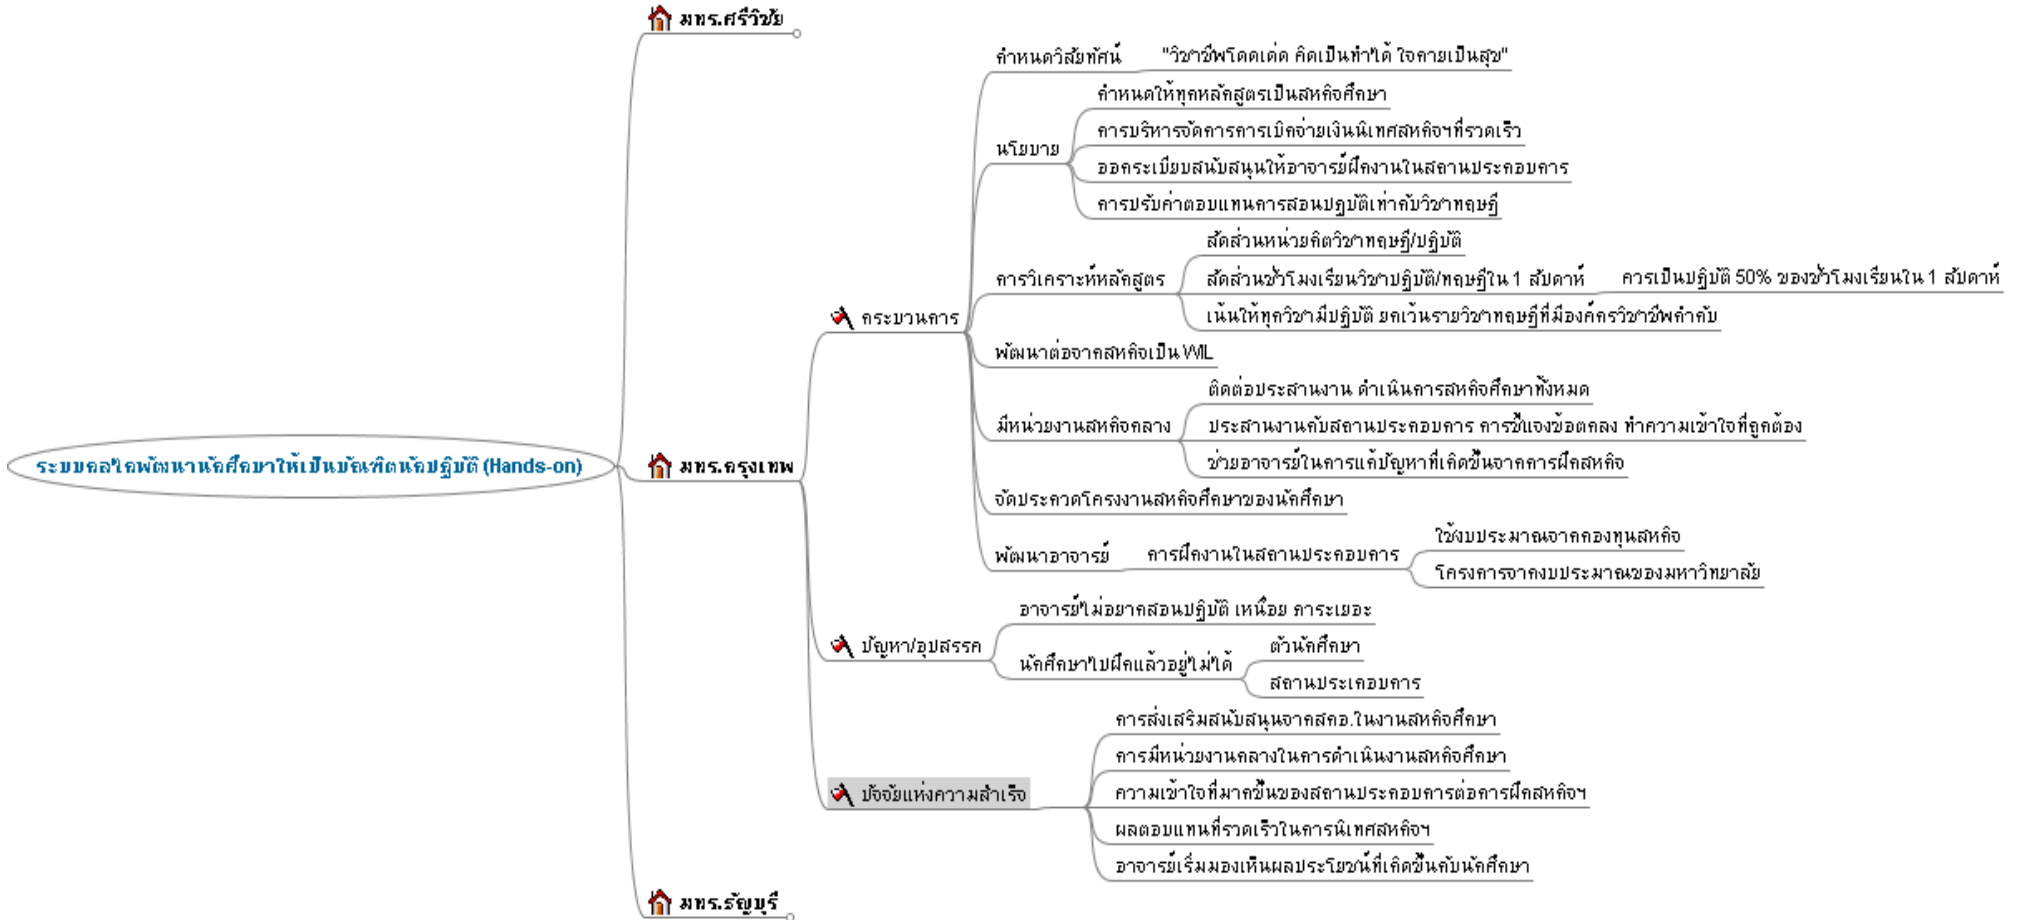 มทร.ศรีวิชัย
กำหนดวิสัยทัศน์
"วิชาชีพโดดเด่ด คิดเป็นทำได้ ใจกายเป็นสุข"
กำหนดให้ทุกหลักสูตรเป็นสหกิจศึกษา
การบริหารจัดการการเบิกจ่ายเงินนิเทศสหกิจฯที่รวดเร็ว
นโยบาย
ออกระเบียบสนับสนุนให้อาจารย์ฝึกงานในสถานประกอบการ
การปรับค่าตอบแทนการสอนปฏิบัติเท่ากับวิชาทฤษฎี
สัดส่วนหน่วยกิตวิชาทฤษฎี/ปฏิบัติ
การวิเคราะห์หลักสูตร
สัดส่วนชั่วโมงเรียนวิชาปฏิบัติ/ทฤษฎีใน 1 สัปดาห์
ควรเป็นปฏิบัติ 50% ของชั่วโมงเรียนใน 1 สัปดาห์
เน้นให้ทุกวิชามีปฏิบัติ ยกเว้นรายวิชาทฤษฎีที่มีองค์กรวิชาชีพกำกับ
กระบวนการ
พัฒนาต่อจากสหกิจเป็น WIL
ติดต่อประสานงาน ดำเนินการสหกิจศึกษาทั้งหมด
มีหน่วยงานสหกิจกลาง
ประสานงานกับสถานประกอบการ การชี้แจงข้อตกลง ทำความเข้าใจที่ถูกต้อง
ช่วยอาจารย์ในการแก้ปัญหาที่เกิดขึ้นจากการฝึกสหกิจ
ระบบกลไกพัฒนานักศึกษาให้เป็นบัณฑิตนักปฏิบัติ (Hands-on)
มทร.กรุงเทพ
จัดประกวดโครงงานสหกิจศึกษาของนักศึกษา
พัฒนาอาจารย์
การฝึกงานในสถานประกอบการ
ใช้งบประมาณจากกองทุนสหกิจ
โครงการจากงบประมาณของมหาวิทยาลัย
ปัญหา/อุปสรรค
อาจารย์ไม่อยากสอนปฏิบัติ เหนื่อย ภาระเยอะ
นักศึกษาไปฝึกแล้วอยู่ไม่ได้
ตัวนักศึกษา
สถานประเกอบการ
การส่งเสริมสนับสนุนจากสกอ.ในงานสหกิจศึกษา
การมีหน่วยงานกลางในการดำเนินงานสหกิจศึกษา
ปัจจัยแห่งความสำเร็จ
ความเข้าใจที่มากขึ้นของสถานประกอบการต่อการฝึกสหกิจฯ
ผลตอบแทนที่รวดเร็วในการนิเทศสหกิจฯ
อาจารย์เริ่มมองเห็นผลประโยชน์ที่เกิดขึ้นกับนักศึกษา
มทร.ธัญบุรี